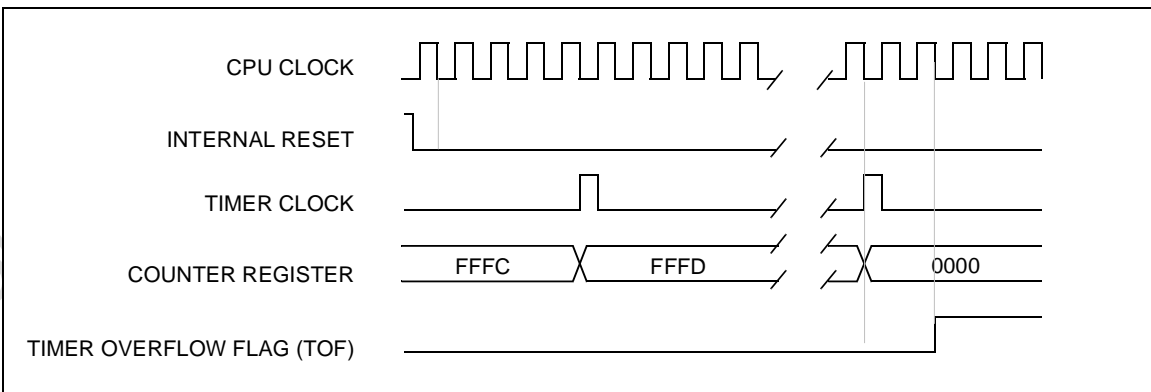 CPU CLOCK
INTERNAL RESET
TIMER CLOCK
COUNTER REGISTER FFFC FFFD 0000
TIMER OVERFLOW FLAG (TOF)